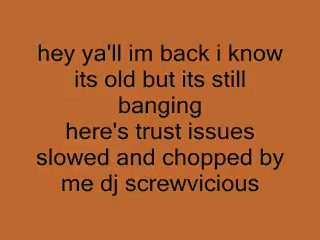 hey ya'll im back i know
its old but its still
banging
here's trust issues
slowed and chopped by
me dj screwvicious